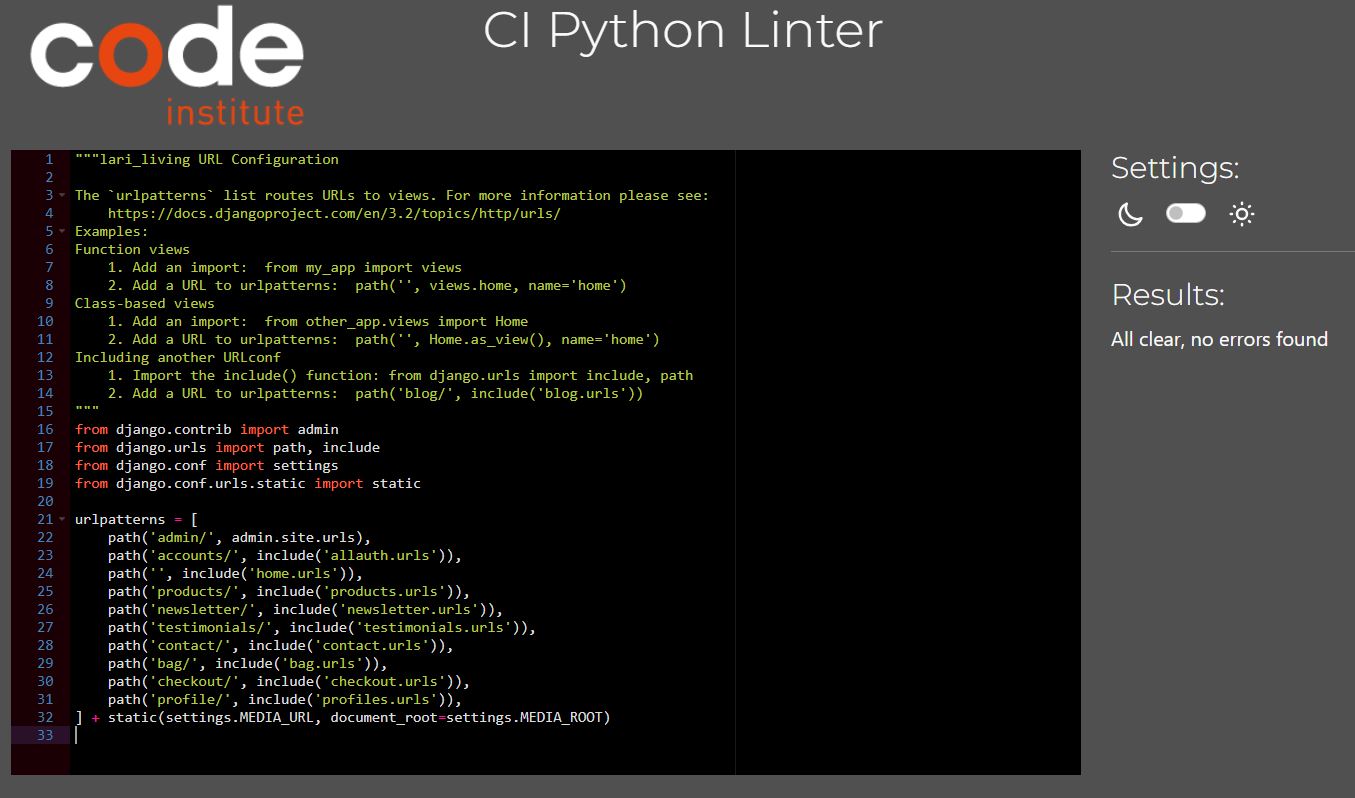 code
institute
CI Python Linter
1 """lari_living URL Configuration
2
3 The `urlpatterns` list routes URLs to views. For more information please see:
4     https://docs.djangoproject.com/en/3.2/topics/http/urls/
5 Examples:
6 Function views
7     1. Add an import:  from my_app import views
8     2. Add a URL to urlpatterns:  path('', views.home, name='home')
9 Class-based views
10     1. Add an import:  from other_app.views import Home
11     2. Add a URL to urlpatterns:  path('', Home.as_view(), name='home')
12 Including another URLconf
13     1. Import the include() function: from django.urls import include, path
14     2. Add a URL to urlpatterns:  path('blog/', include('blog.urls'))
15 """
16 from django.contrib import admin
17 from django.urls import path, include
18 from django.conf import settings
19 from django.conf.urls.static import static
20
21 urlpatterns = [
22     path('admin/', admin.site.urls),
23     path('accounts/', include('allauth.urls')),
24     path('', include('home.urls')),
25     path('products/', include('products.urls')),
26     path('newsletter/', include('newsletter.urls')),
27     path('testimonials/', include('testimonials.urls')),
28     path('contact/', include('contact.urls')),
29     path('bag/', include('bag.urls')),
30     path('checkout/', include('checkout.urls')),
31     path('profile/', include('profiles.urls')),
32 ] + static(settings.MEDIA_URL, document_root=settings.MEDIA_ROOT)
33
Settings:
Results:
All clear, no errors found